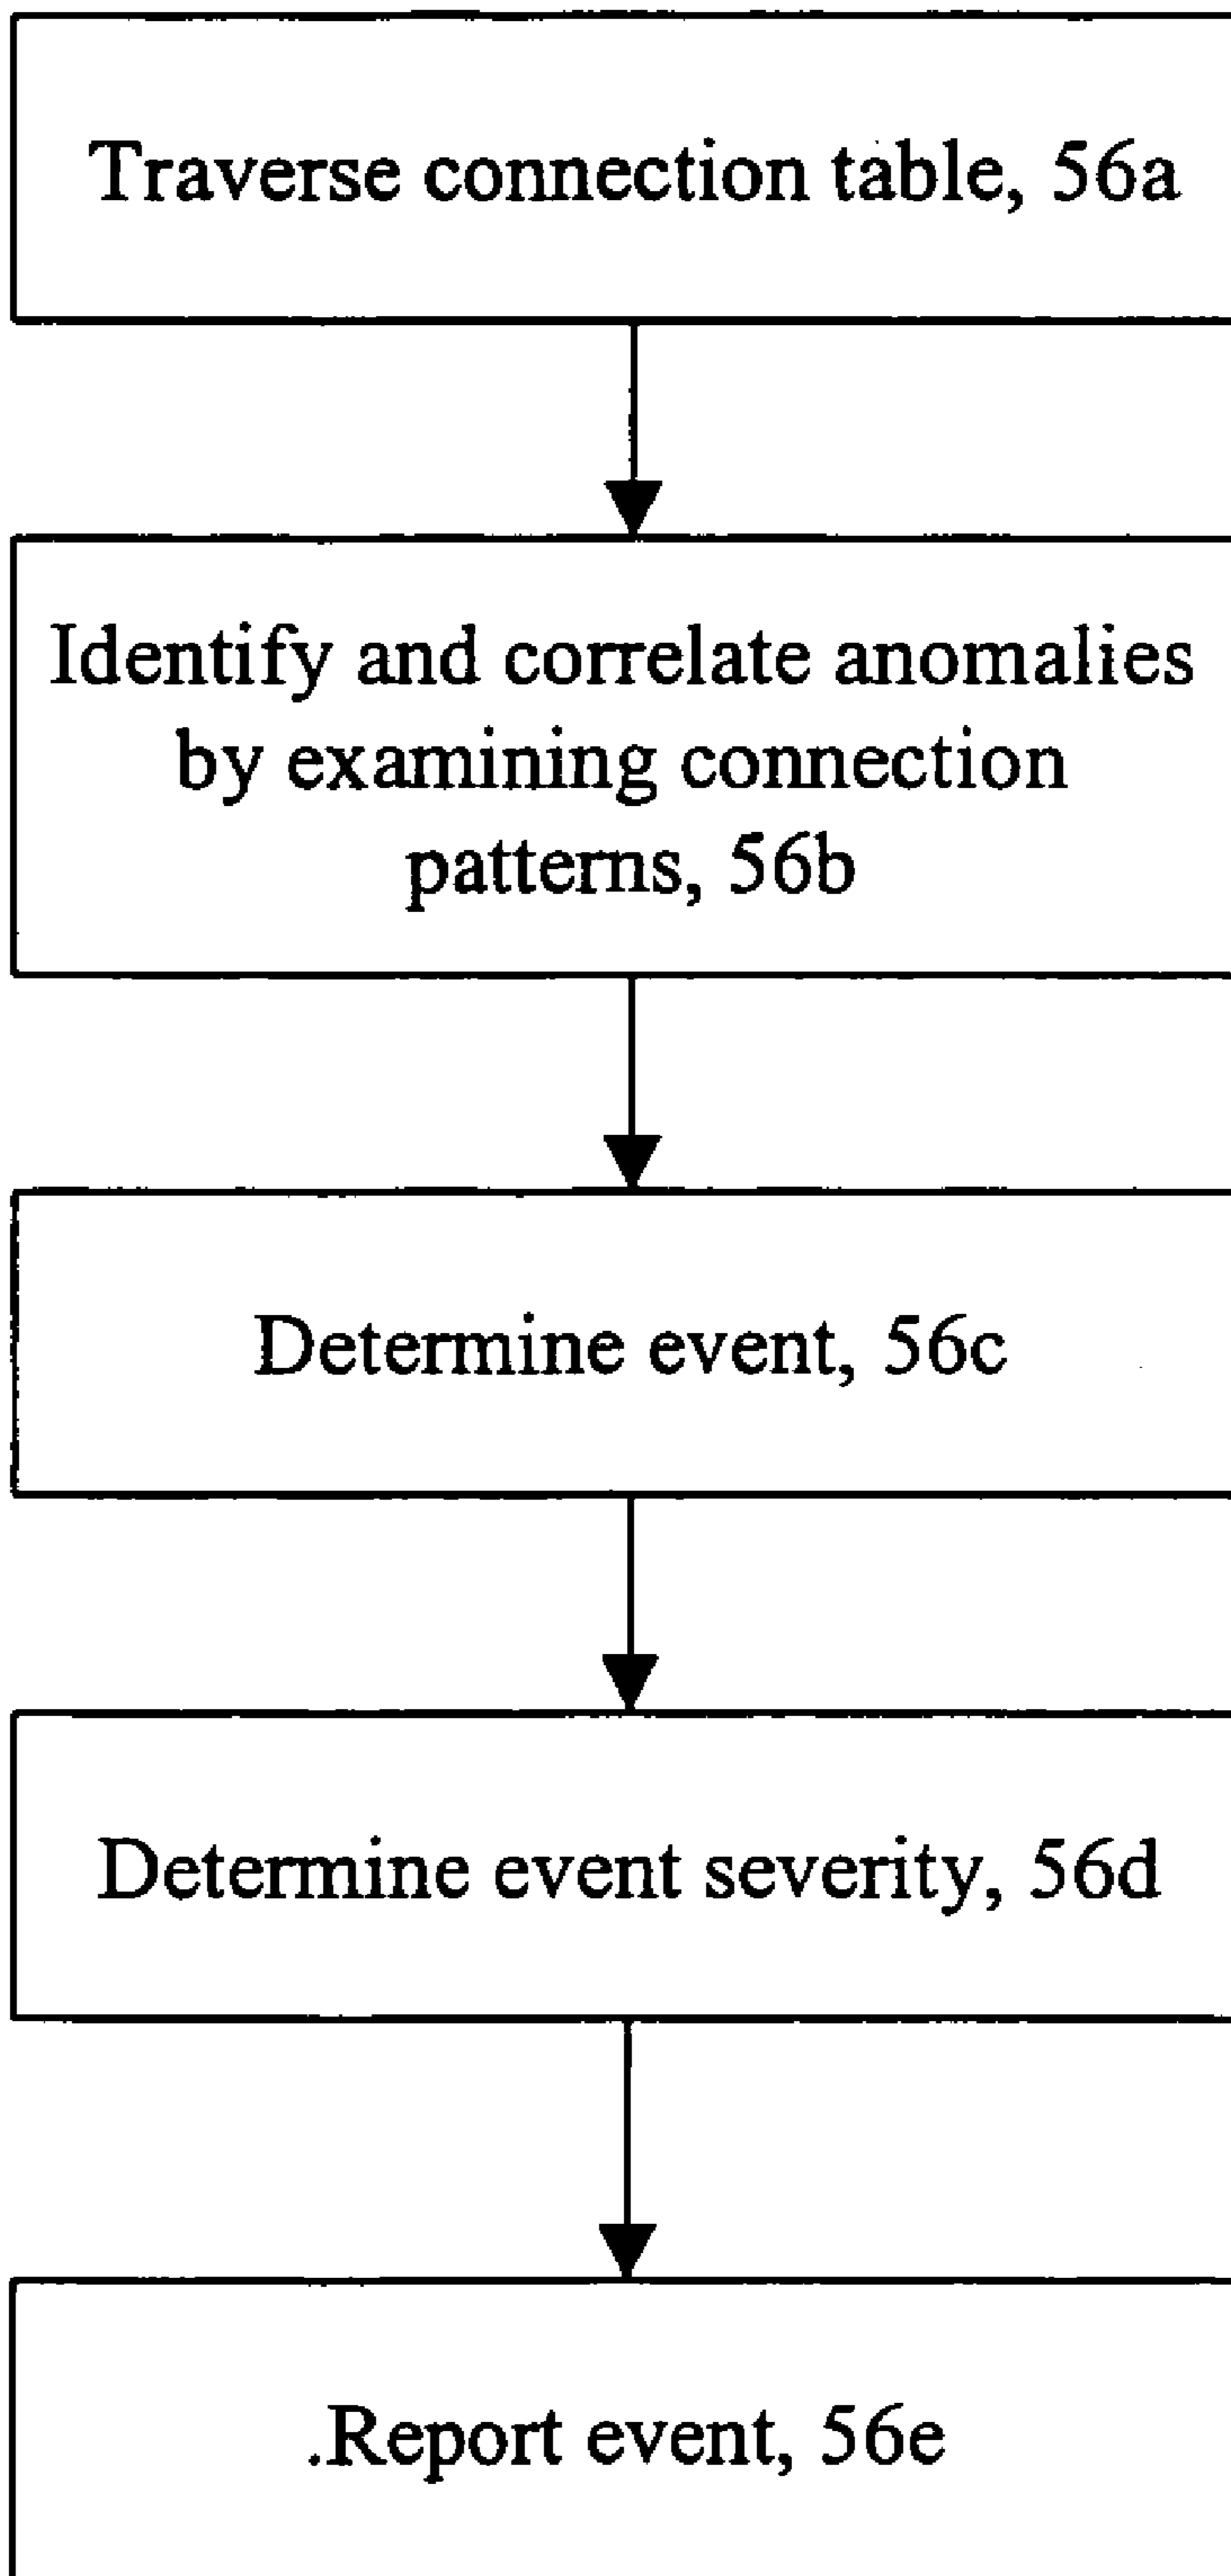 Traverse connection table, 56a
Identify and correlate anomalies
by examining connection
patterns, 56b
Determine event, 56c
Determine event severity, 56d
.Report event, 56e